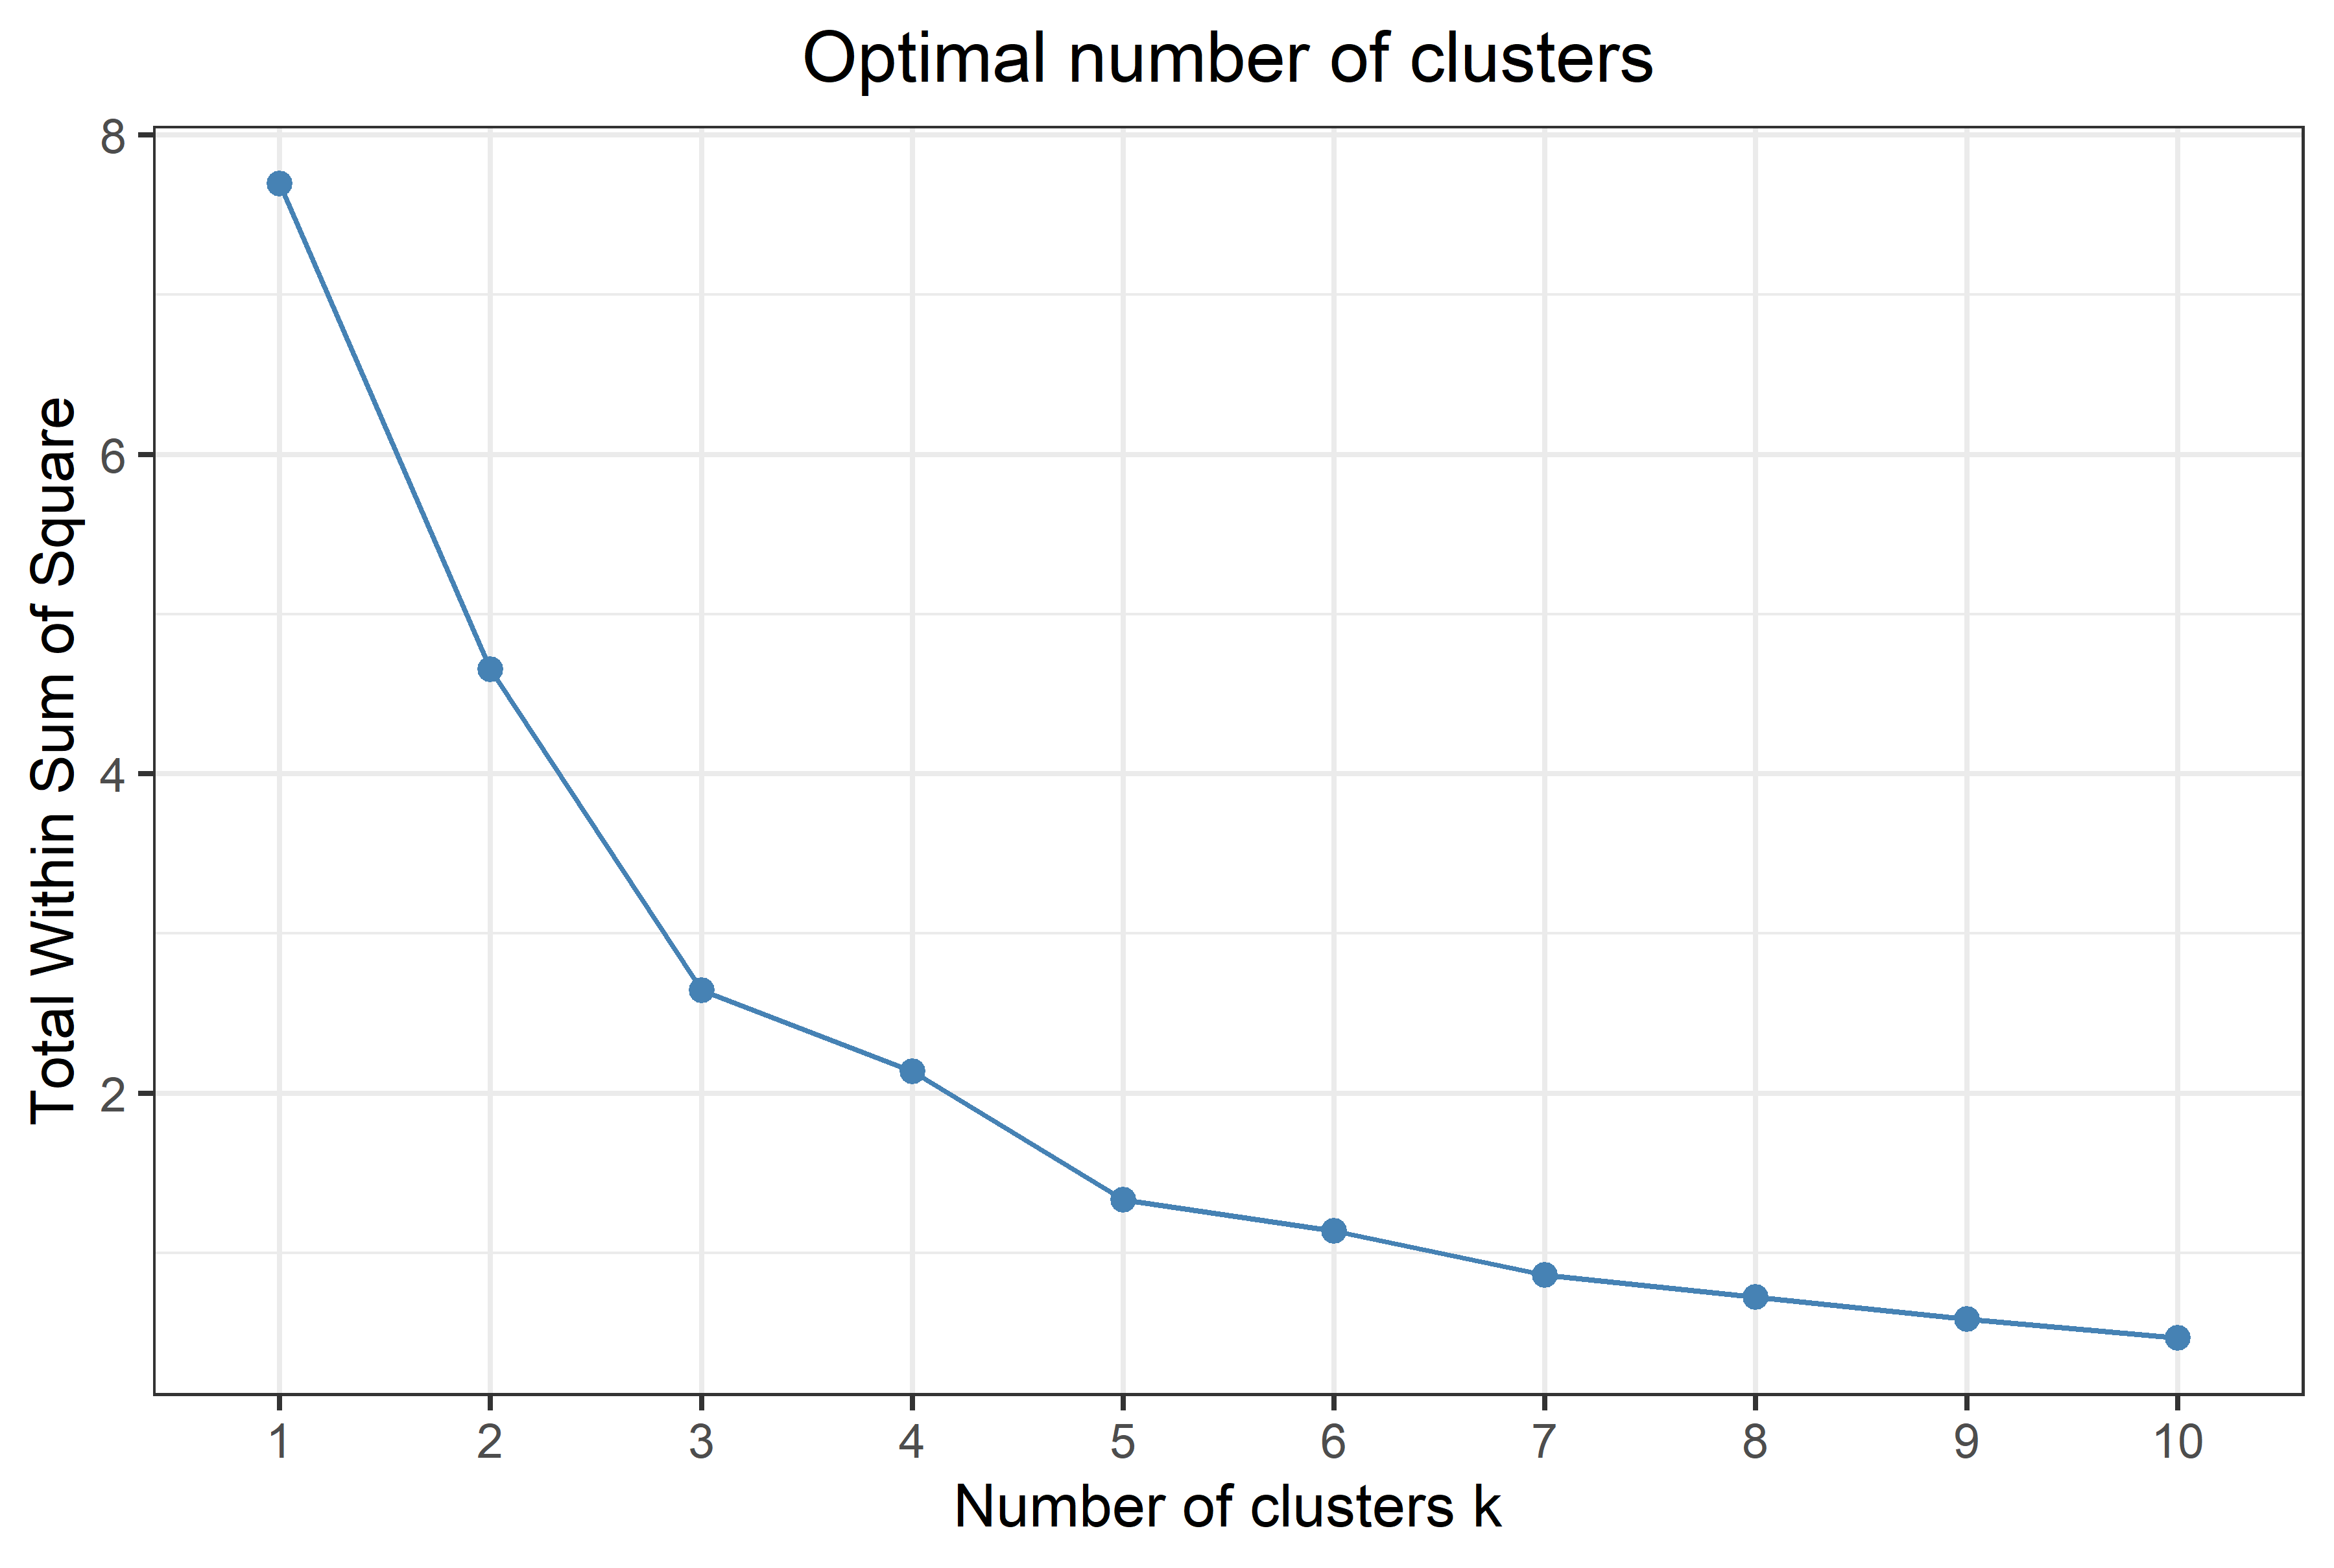 Optimal number of clusters
Total Within Sum of Square
8
6
4
2
1 2 3 4 5 6 7 8 9 10
Number of clusters k